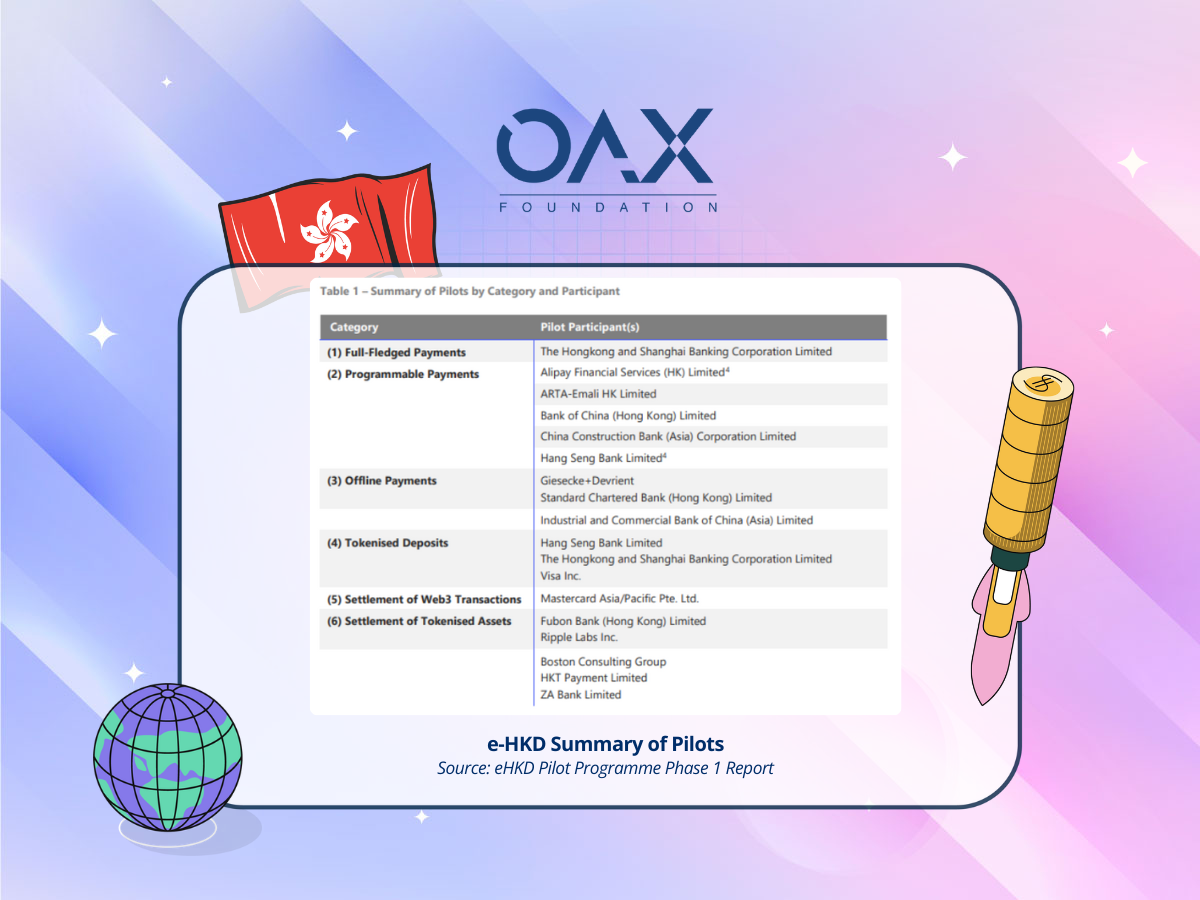 OAX
FOUNDATION
Table 1 – Summary of Pilots by Category and Participant
Category Pilot Participant(s)
(1) Full-Fledged Payments The Hongkong and Shanghai Banking Corporation Limited
(2) Programmable Payments Alipay Financial Services (HK) Limited⁴
ARTA-Emali HK Limited
Bank of China (Hong Kong) Limited
China Construction Bank (Asia) Corporation Limited
Hang Seng Bank Limited⁴
(3) Offline Payments Giesecke+Devrient
Standard Chartered Bank (Hong Kong) Limited
Industrial and Commercial Bank of China (Asia) Limited
(4) Tokenised Deposits Hang Seng Bank Limited
The Hongkong and Shanghai Banking Corporation Limited
Visa Inc.
(5) Settlement of Web3 Transactions Mastercard Asia/Pacific Pte. Ltd.
(6) Settlement of Tokenised Assets Fubon Bank (Hong Kong) Limited
Ripple Labs Inc.
Boston Consulting Group
HKT Payment Limited
ZA Bank Limited
e-HKD Summary of Pilots
Source: eHKD Pilot Programme Phase 1 Report